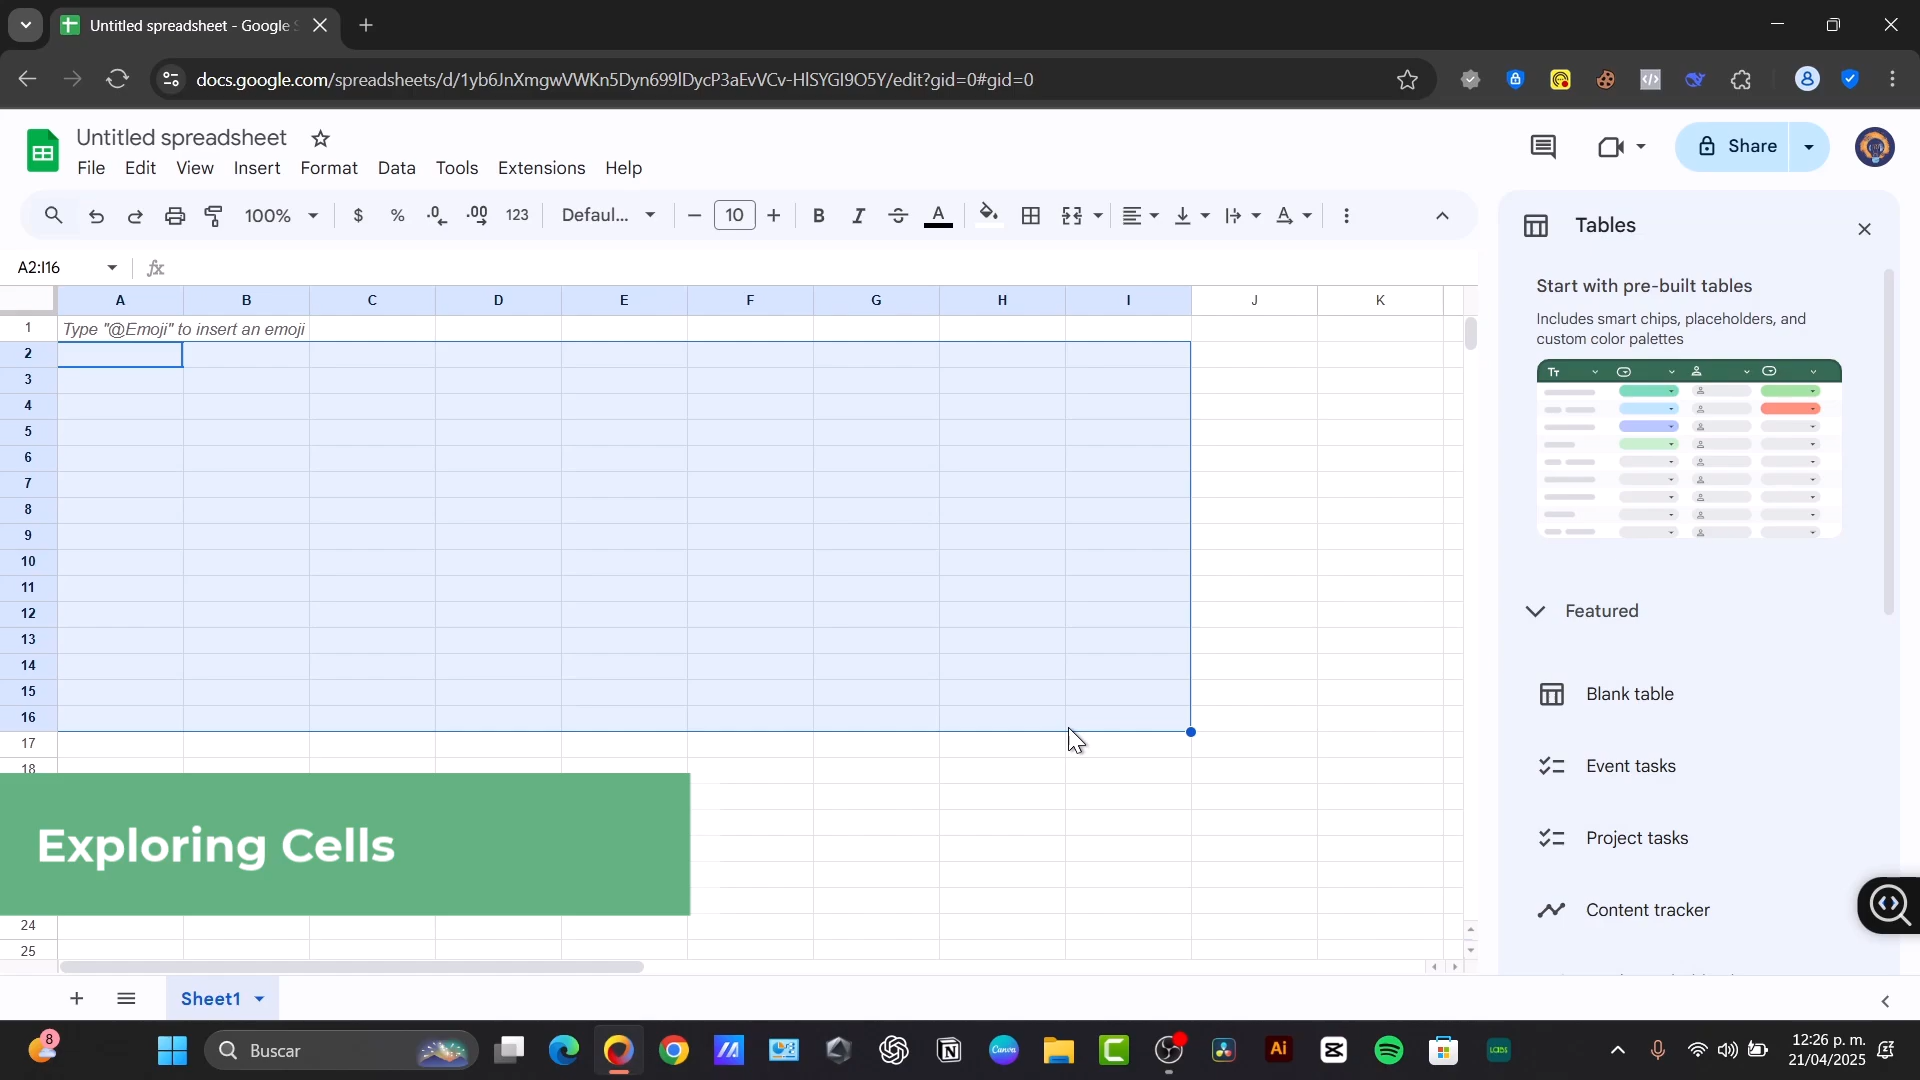 Untitled spreadsheet - Google S
docs.google.com/spreadsheets/d/1yb6JnXmgwVWKn5Dyn699lDycP3aEvVCv-HlSYGI9O5Y/edit?gid=0#gid=0
Untitled spreadsheet
File Edit View Insert Format Data Tools Extensions Help
Share
100% $ % .0 .00 123 Defaul... 10 B I S A
A2:I16 fx
A B C D E F G H I J K
1 Type "@Emoji" to insert an emoji
2
3
4
5
6
7
8
9
10
11
12
13
14
15
16
17
18
24
25
Exploring Cells
Tables
Start with pre-built tables
Includes smart chips, placeholders, and
custom color palettes
Tт
Featured
Blank table
Event tasks
Project tasks
Content tracker
Sheet1
8
Buscar
Canva
Ai
LABS
12:26 p. m.
21/04/2025